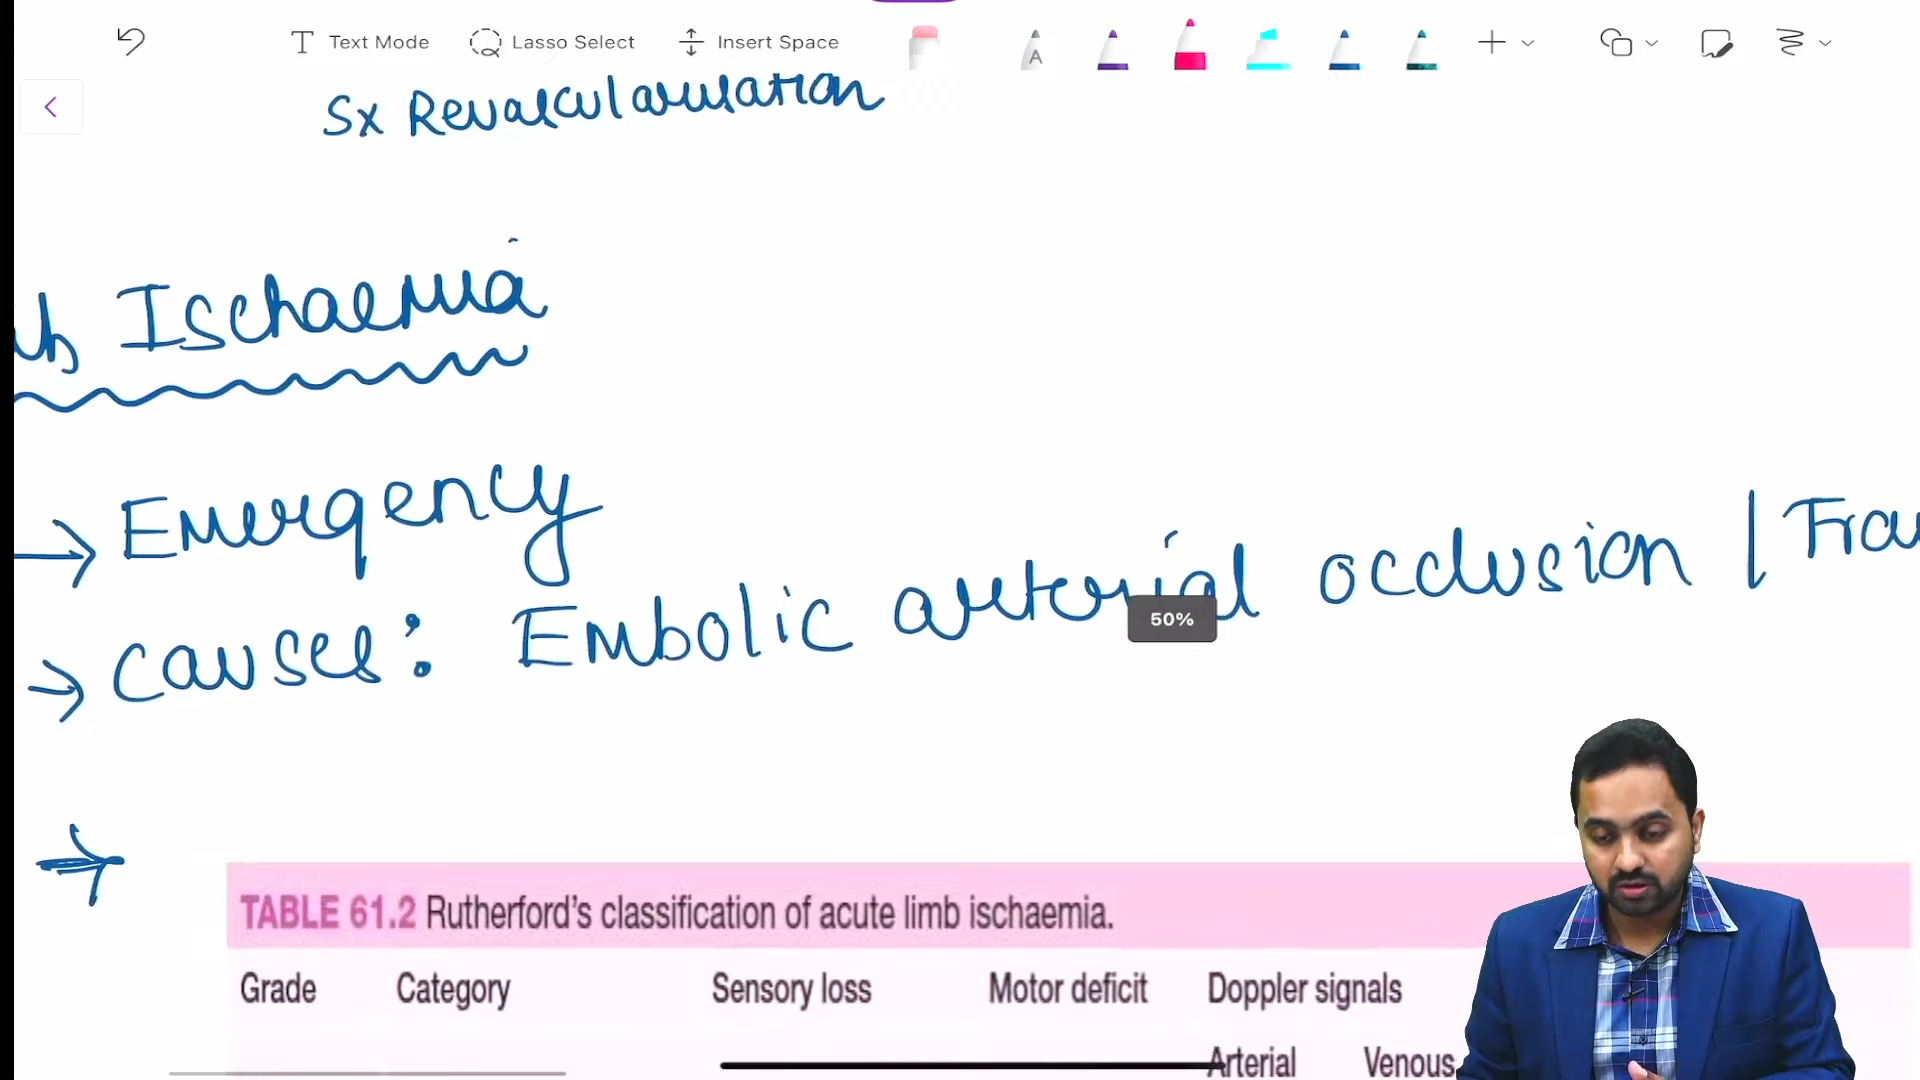 Text Mode Lasso Select Insert Space A
Sx Revascularisation
Ischaemia
→ Emergency
→ Causes: Embolic arterial occlusion |
50%
→
TABLE 61.2 Rutherford's classification of acute limb ischaemia.
Grade Category Sensory loss Motor deficit Doppler signals
Arterial Venous